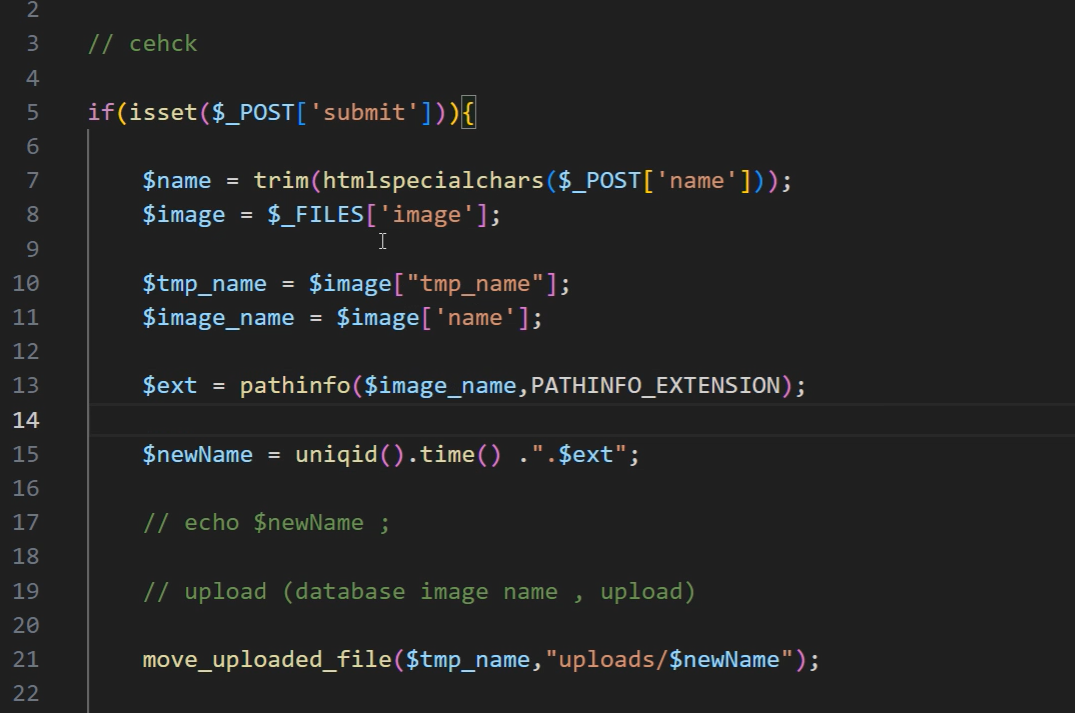 2
3 // cehck
4
5 if(isset($_POST['submit'])){
6
7 $name = trim(htmlspecialchars($_POST['name']));
8 $image = $_FILES['image'];
9
10 $tmp_name = $image["tmp_name"];
11 $image_name = $image['name'];
12
13 $ext = pathinfo($image_name,PATHINFO_EXTENSION);
14
15 $newName = uniqid().time() .".$ext";
16
17 // echo $newName ;
18
19 // upload (database image name , upload)
20
21 move_uploaded_file($tmp_name,"uploads/$newName");
22